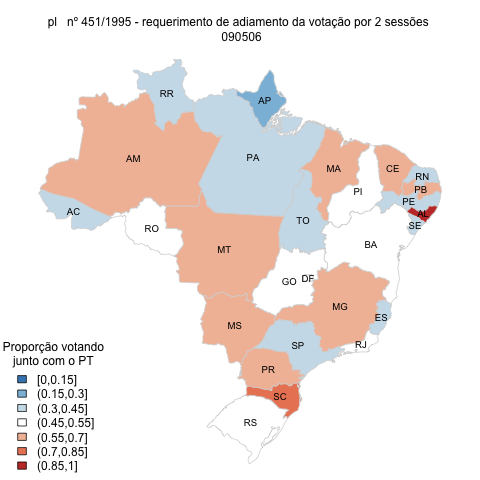 pl nº 451/1995 - requerimento de adiamento da votação por 2 sessões
090506
RR
AP
AM
PA
MA
CE
RN
PB
PI
PE
AL
SE
AC
RO
TO
MT
BA
GO
DF
MG
ES
MS
SP
RJ
PR
SC
RS
Proporção votando
junto com o PT
[0,0.15]
(0.15,0.3]
(0.3,0.45]
(0.45,0.55]
(0.55,0.7]
(0.7,0.85]
(0.85,1]